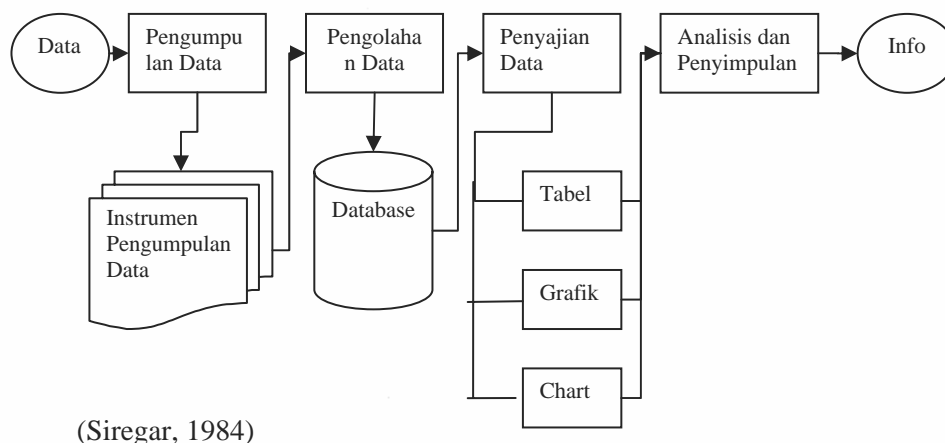 Data
Pengumpu
lan Data
Pengolaha
n Data
Penyajian
Data
Analisis dan
Penyimpulan
Info
Instrumen
Pengumpulan
Data
Database
Tabel
Grafik
Chart
(Siregar, 1984)